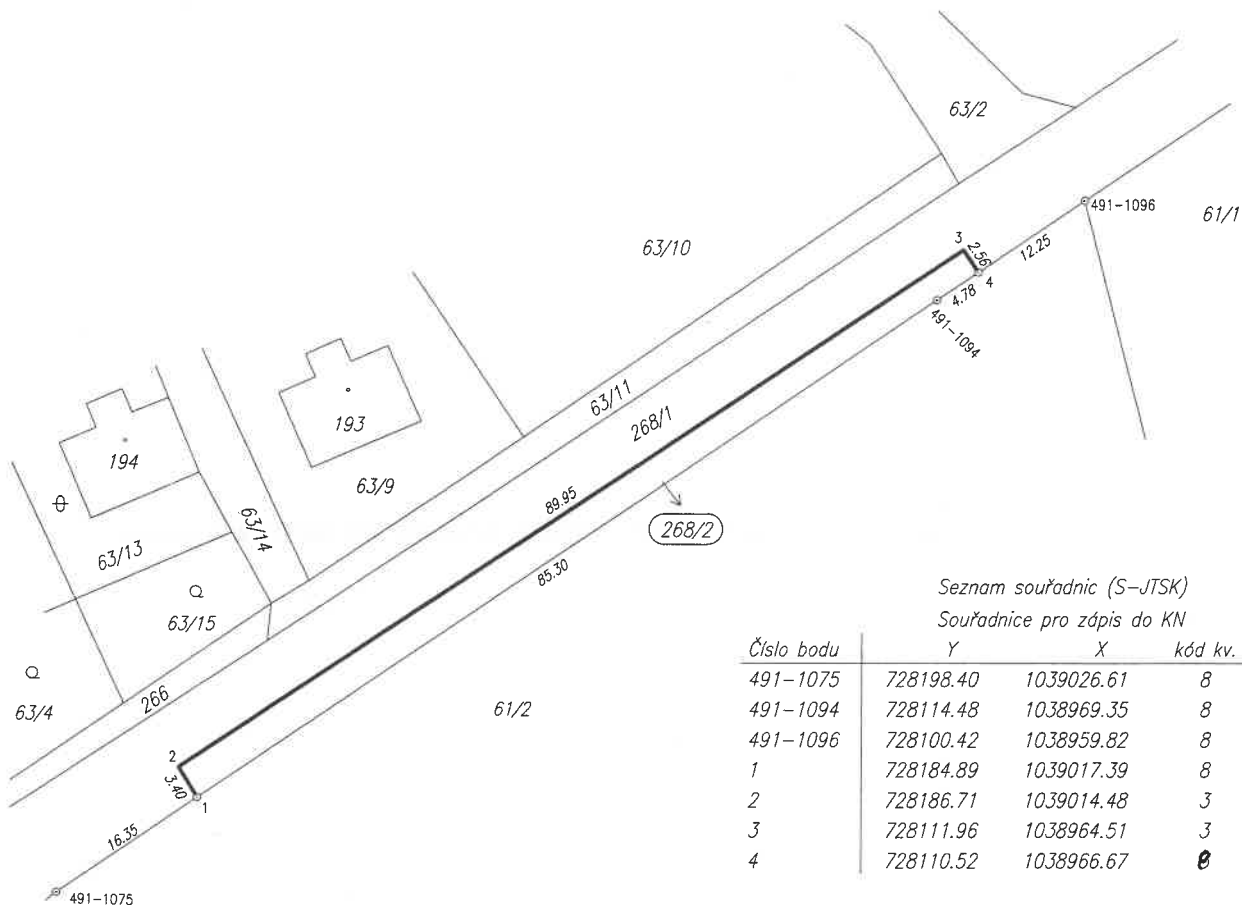 63/2
491-1096
61/1
63/10
3
2.56
12.25
4
4.78
491-1094
63/11
268/1
193
194
63/9
89.95
268/2
63/14
63/13
85.30
63/15
266
63/4
61/2
2
3.40
1
16.35
491-1075
Seznam souřadnic (S-JTSK)
Souřadnice pro zápis do KN
Číslo bodu Y X kód kv.
491-1075 728198.40 1039026.61 8
491-1094 728114.48 1038969.35 8
491-1096 728100.42 1038959.82 8
1 728184.89 1039017.39 8
2 728186.71 1039014.48 3
3 728111.96 1038964.51 3
4 728110.52 1038966.67 8